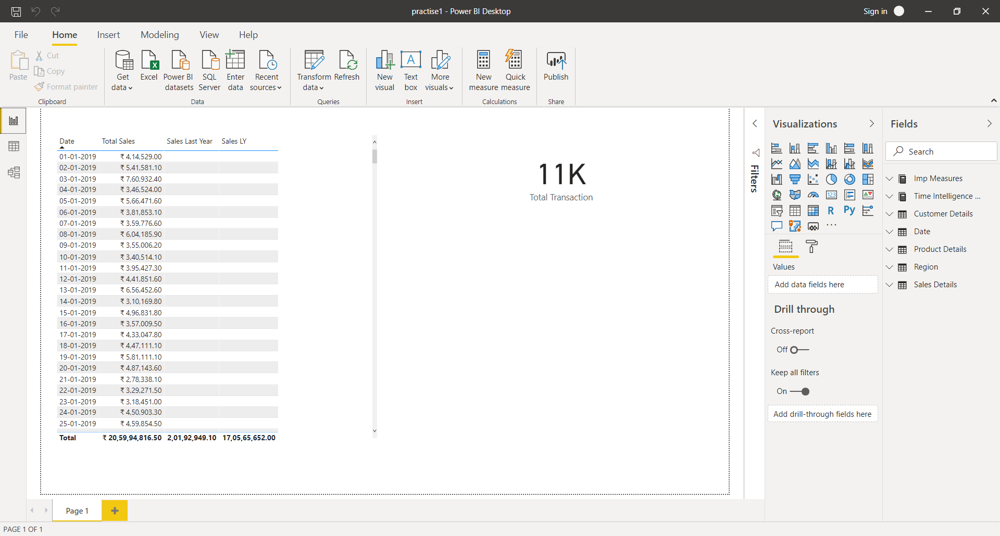 practise1 - Power BI Desktop
Sign in
File Home Insert Modeling View Help
Paste
Cut
Copy
Format painter
Clipboard
Get data
Excel
Power BI datasets
SQL Server
Enter data
Recent sources
Data
Transform data
Refresh
Queries
New visual
Text box
More visuals
Insert
New measure
Quick measure
Calculations
Publish
Share
Date Total Sales Sales Last Year Sales LY
01-01-2019 ₹ 4,14,529.00
02-01-2019 ₹ 5,41,581.10
03-01-2019 ₹ 7,60,932.40
04-01-2019 ₹ 3,46,524.00
05-01-2019 ₹ 5,66,471.60
06-01-2019 ₹ 3,81,853.10
07-01-2019 ₹ 3,59,776.60
08-01-2019 ₹ 6,04,185.90
09-01-2019 ₹ 3,55,006.20
10-01-2019 ₹ 3,40,514.10
11-01-2019 ₹ 3,95,427.30
12-01-2019 ₹ 4,41,851.60
13-01-2019 ₹ 6,56,452.60
14-01-2019 ₹ 3,10,169.80
15-01-2019 ₹ 4,96,831.80
16-01-2019 ₹ 3,57,009.50
17-01-2019 ₹ 4,33,047.80
18-01-2019 ₹ 4,47,111.10
19-01-2019 ₹ 5,81,111.10
20-01-2019 ₹ 4,87,143.60
21-01-2019 ₹ 2,78,338.10
22-01-2019 ₹ 3,29,271.50
23-01-2019 ₹ 3,18,451.00
24-01-2019 ₹ 4,50,903.30
25-01-2019 ₹ 4,59,854.50
Total ₹ 20,59,94,816.50 2,01,92,949.10 17,05,65,652.00
11K
Total Transaction
Filters
Visualizations
123
R Py
...
Values
Add data fields here
Drill through
Cross-report
Off
Keep all filters
On
Add drill-through fields here
Fields
Search
Imp Measures
Time Intelligence ...
Customer Details
Date
Product Details
Region
Sales Details
Page 1
PAGE 1 OF 1